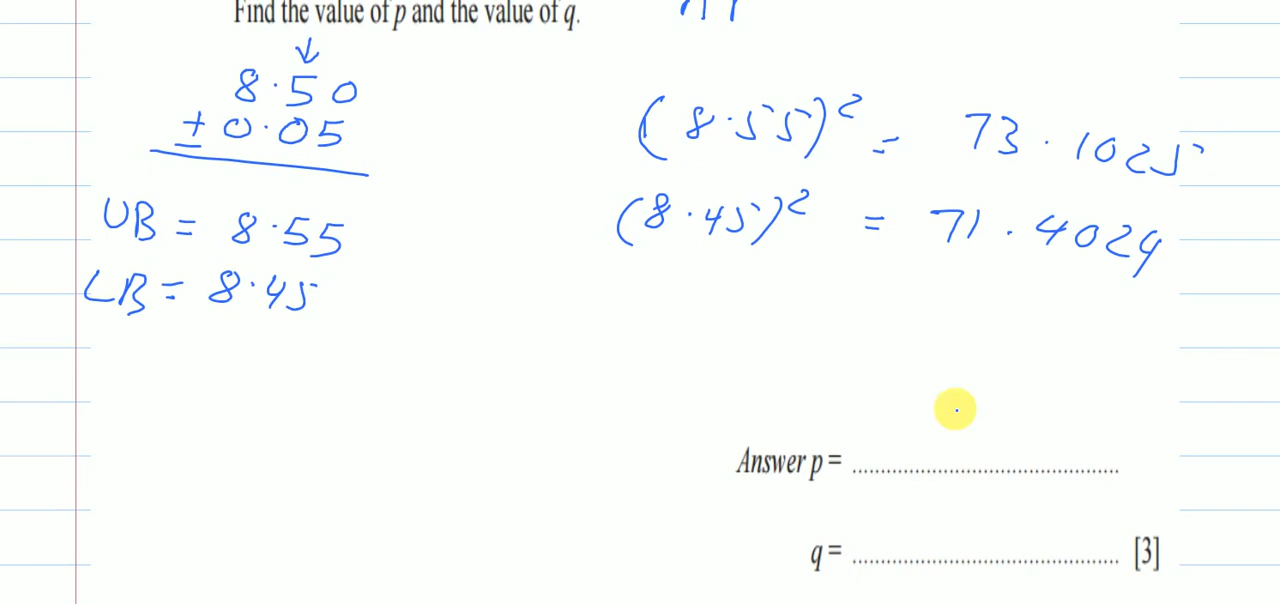 Find the value of p and the value of q.
↓
8.50
± 0.05
UB = 8.55
LB = 8.45
(8.55)² = 73.1025
(8.45)² = 71.4024
Answer p = ..............................................
q = .............................................. [3]